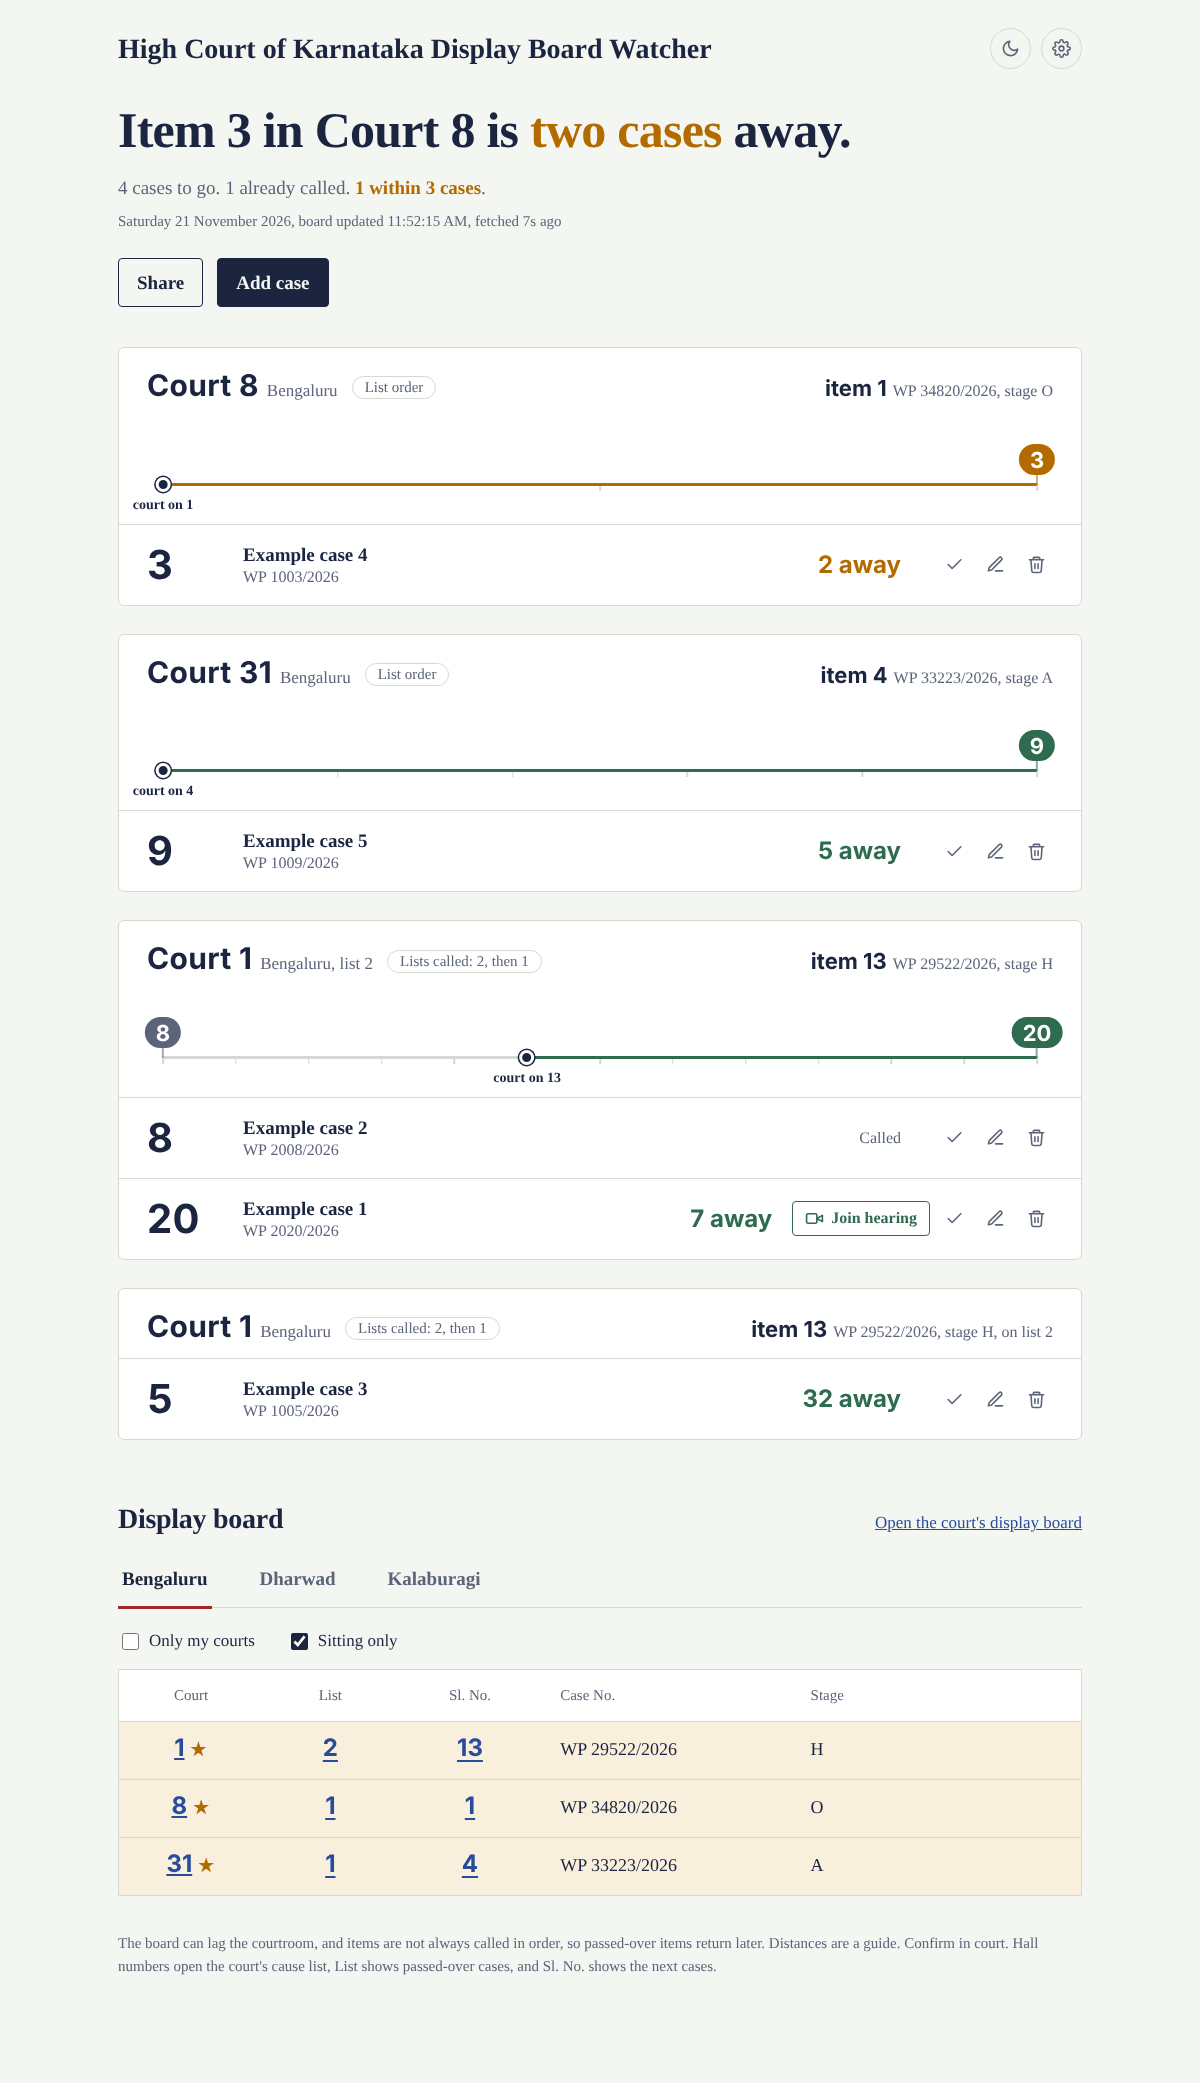 High Court of Karnataka Display Board Watcher
Item 3 in Court 8 is two cases away.
4 cases to go. 1 already called. 1 within 3 cases.
Saturday 21 November 2026, board updated 11:52:15 AM, fetched 7s ago
Share Add case
Court 8 Bengaluru List order item 1 WP 34820/2026, stage O
3
court on 1
3 Example case 4 2 away
WP 1003/2026
Court 31 Bengaluru List order item 4 WP 33223/2026, stage A
9
court on 4
9 Example case 5 5 away
WP 1009/2026
Court 1 Bengaluru, list 2 Lists called: 2, then 1 item 13 WP 29522/2026, stage H
8 20
court on 13
8 Example case 2 Called
WP 2008/2026
20 Example case 1 7 away Join hearing
WP 2020/2026
Court 1 Bengaluru Lists called: 2, then 1 item 13 WP 29522/2026, stage H, on list 2
5 Example case 3 32 away
WP 1005/2026
Display board Open the court's display board
Bengaluru Dharwad Kalaburagi
Only my courts Sitting only
Court List Sl. No. Case No. Stage
1 ★ 2 13 WP 29522/2026 H
8 ★ 1 1 WP 34820/2026 O
31 ★ 1 4 WP 33223/2026 A
The board can lag the courtroom, and items are not always called in order, so passed-over items return later. Distances are a guide. Confirm in court. Hall
numbers open the court's cause list, List shows passed-over cases, and Sl. No. shows the next cases.